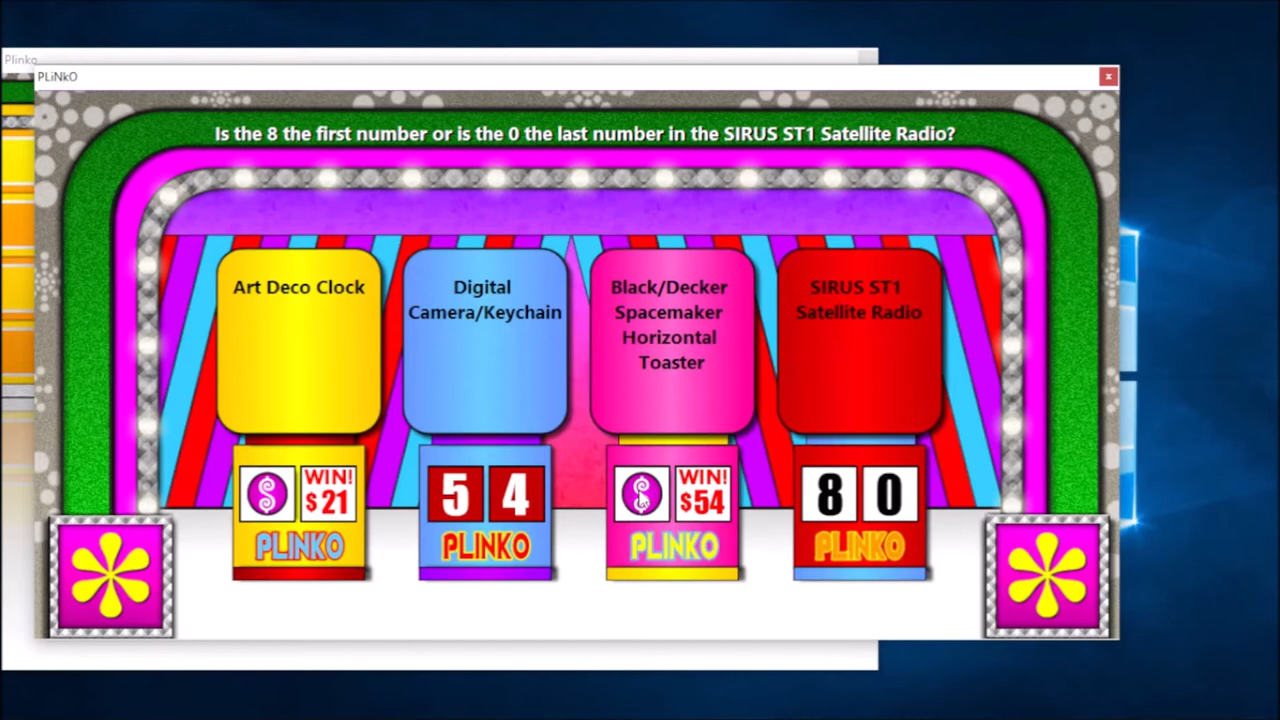 Plinko
PLiNkO
Is the 8 the first number or is the 0 the last number in the SIRUS ST1 Satellite Radio?
Art Deco Clock
Digital
Camera/Keychain
Black/Decker
Spacemaker
Horizontal
Toaster
SIRUS ST1
Satellite Radio
$ WIN! $21
PLINKO
5 4
PLINKO
$ WIN! $54
PLINKO
8 0
PLINKO